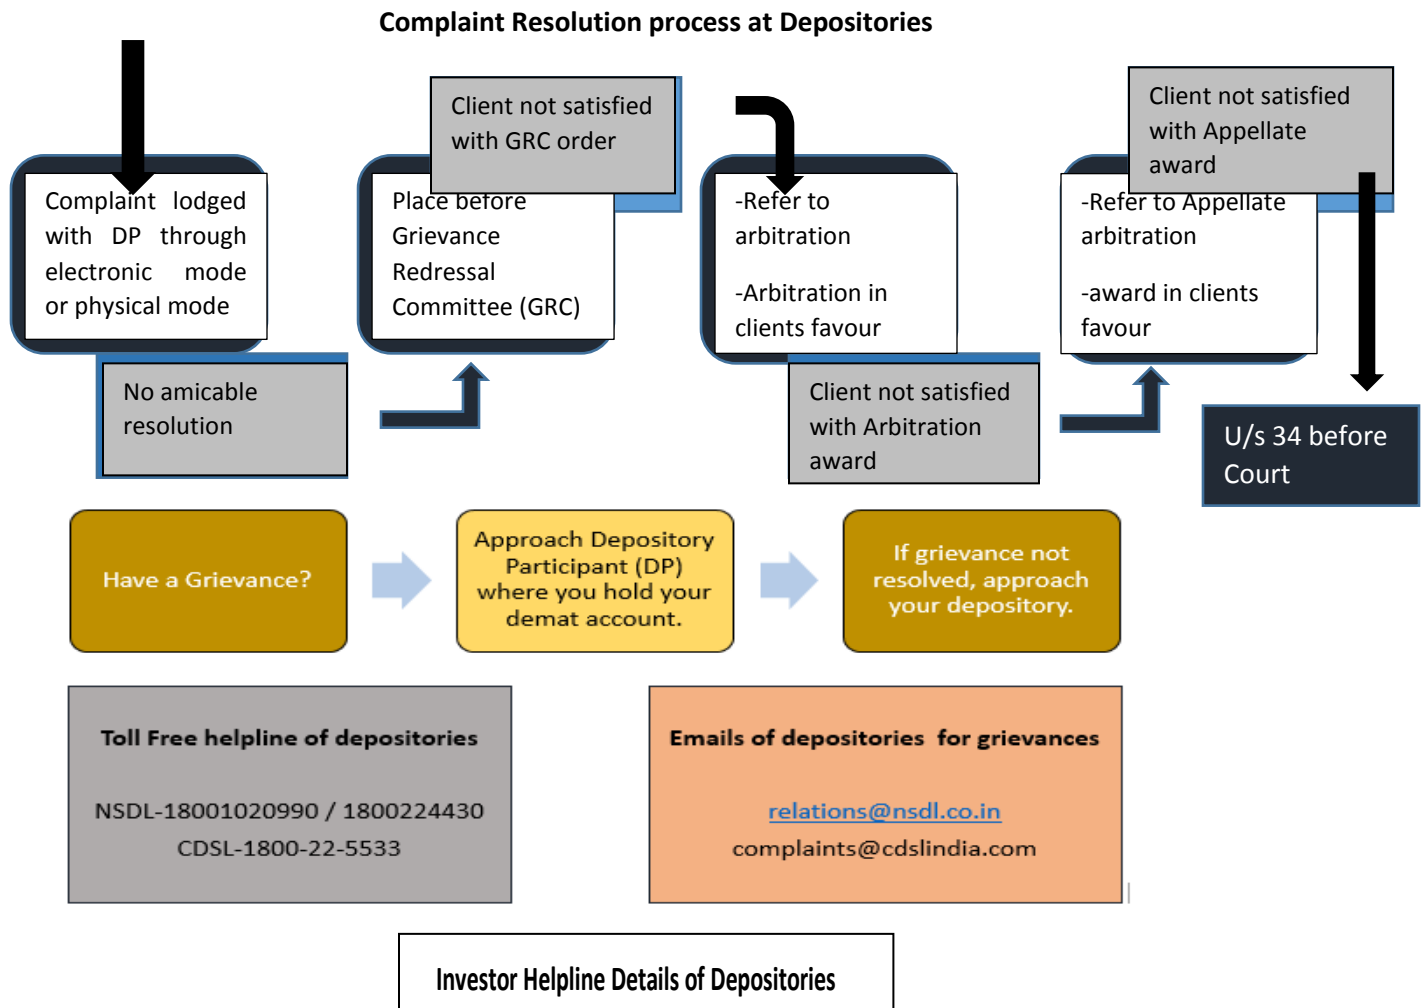 Complaint Resolution process at Depositories
Complaint lodged
with DP through
electronic mode
or physical mode
No amicable
resolution
Place before
Grievance
Redressal
Committee (GRC)
Client not satisfied
with GRC order
-Refer to
arbitration
-Arbitration in
clients favour
Client not satisfied
with Arbitration
award
-Refer to Appellate
arbitration
-award in clients
favour
Client not satisfied
with Appellate
award
U/s 34 before
Court
Have a Grievance?
Approach Depository
Participant (DP)
where you hold your
demat account.
If grievance not
resolved, approach
your depository.
Toll Free helpline of depositories
NSDL-18001020990 / 1800224430
CDSL-1800-22-5533
Emails of depositories for grievances
relations@nsdl.co.in
complaints@cdslindia.com
Investor Helpline Details of Depositories